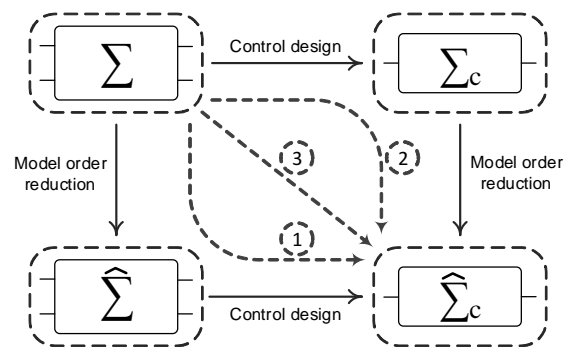 Σ
Control design
Σc
Model order
reduction
3
2
Model order
reduction
1
Σ̂
Control design
Σ̂c